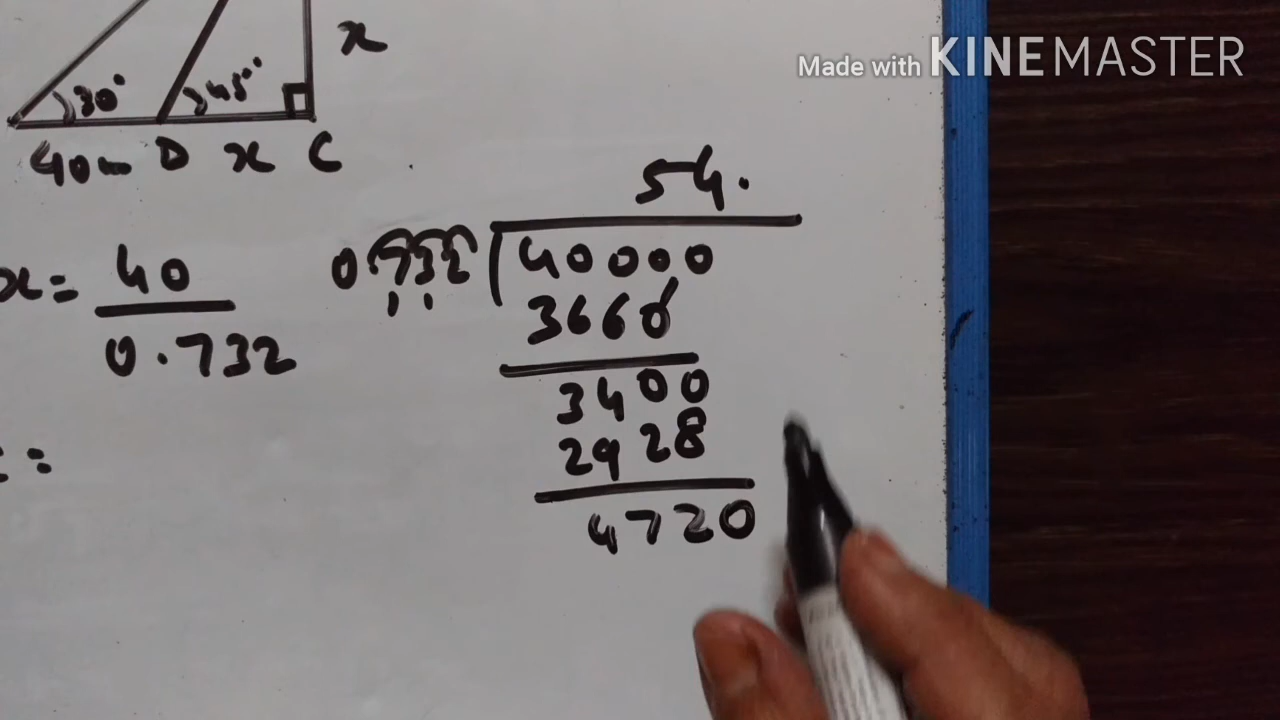 Made with KINEMASTER
x
30° 45°
40m D x C
54.
x = 40 / 0.732
0.732 ( 40000
3660
3400
2928
4720
=